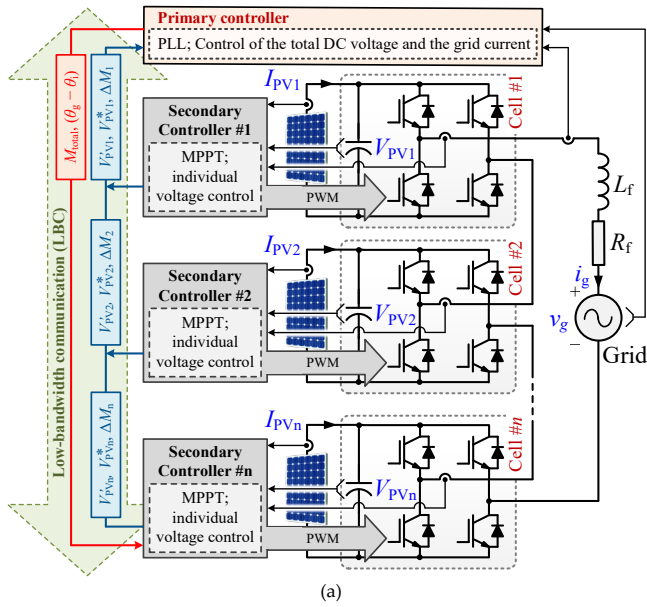 Primary controller
PLL; Control of the total DC voltage and the grid current
Low-bandwidth communication (LBC)
M_total, (θ_g − θ_i)
V'_PV1, V*_PV1, ΔM_1
V'_PV2, V*_PV2, ΔM_2
V'_PVn, V*_PVn, ΔM_n
Secondary
Controller #1
MPPT;
individual
voltage control
I_PV1
V_PV1
PWM
Cell #1
Secondary
Controller #2
MPPT;
individual
voltage control
I_PV2
V_PV2
PWM
Cell #2
Secondary
Controller #n
MPPT;
individual
voltage control
I_PVn
V_PVn
PWM
Cell #n
L_f
R_f
i_g
+
v_g
−
Grid
(a)